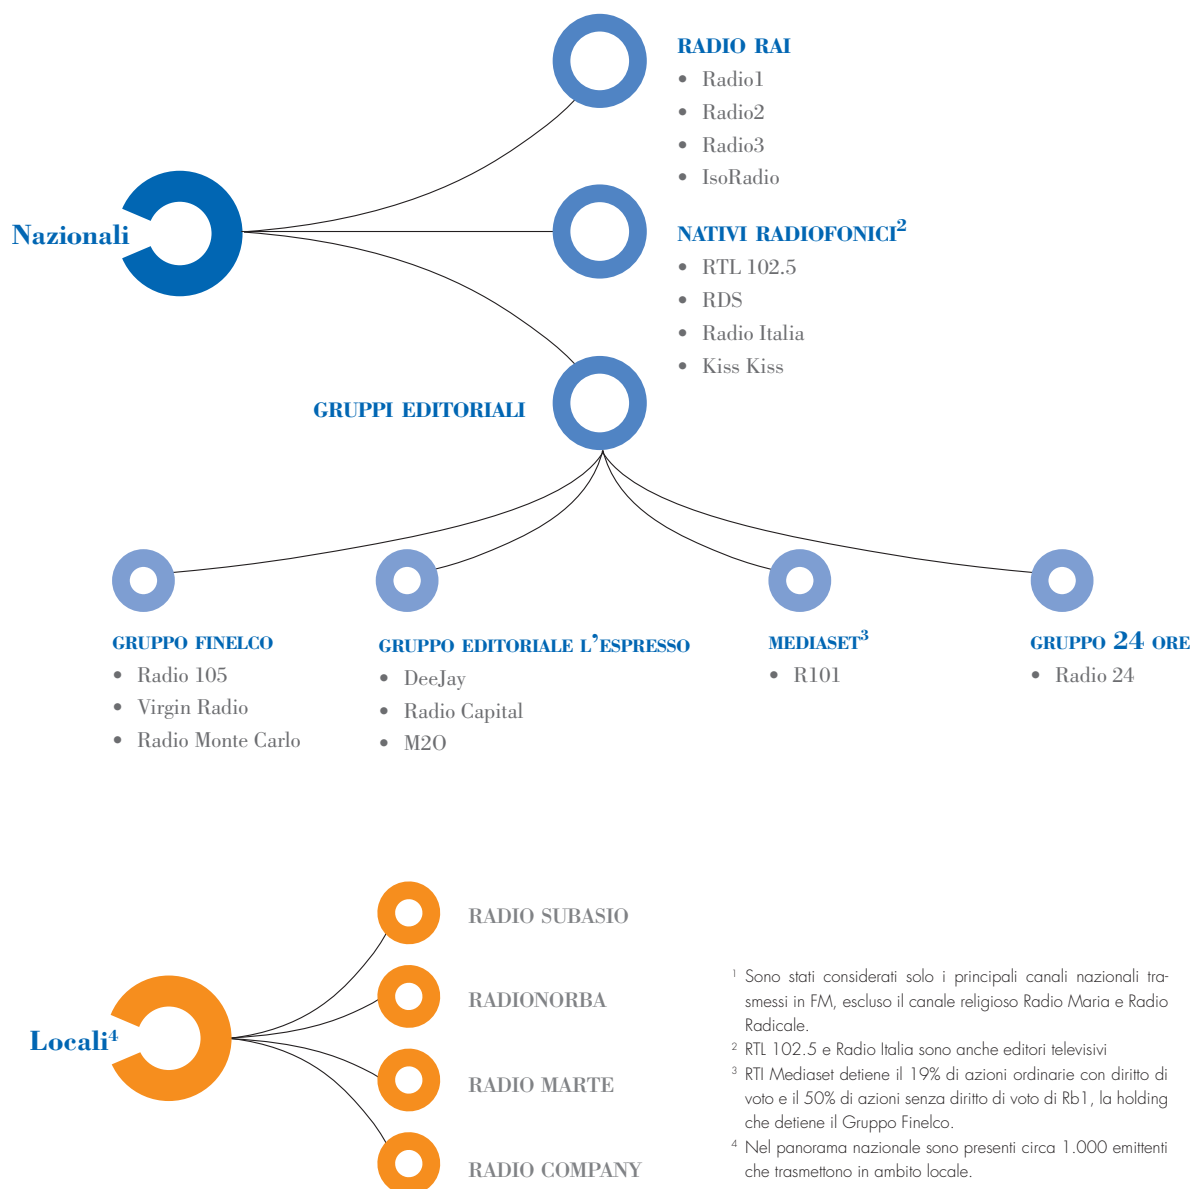 RADIO RAI
• Radio1
• Radio2
• Radio3
• IsoRadio
Nazionali
NATIVI RADIOFONICI²
• RTL 102.5
• RDS
• Radio Italia
• Kiss Kiss
GRUPPI EDITORIALI
GRUPPO FINELCO
• Radio 105
• Virgin Radio
• Radio Monte Carlo
GRUPPO EDITORIALE L'ESPRESSO
• DeeJay
• Radio Capital
• M2O
MEDIASET³
• R101
GRUPPO 24 ORE
• Radio 24
Locali⁴
RADIO SUBASIO
RADIONORBA
RADIO MARTE
RADIO COMPANY
¹ Sono stati considerati solo i principali canali nazionali tra-
smessi in FM, escluso il canale religioso Radio Maria e Radio
Radicale.
² RTL 102.5 e Radio Italia sono anche editori televisivi
³ RTI Mediaset detiene il 19% di azioni ordinarie con diritto di
voto e il 50% di azioni senza diritto di voto di Rb1, la holding
che detiene il Gruppo Finelco.
⁴ Nel panorama nazionale sono presenti circa 1.000 emittenti
che trasmettono in ambito locale.